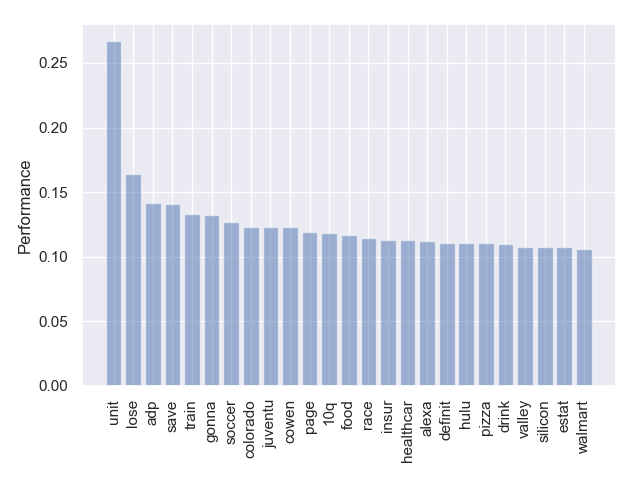 0.25
0.20
0.15
0.10
0.05
0.00
Performance
unit
lose
adp
save
train
gonna
soccer
colorado
juventu
cowen
page
10q
food
race
insur
healthcar
alexa
definit
hulu
pizza
drink
valley
silicon
estat
walmart